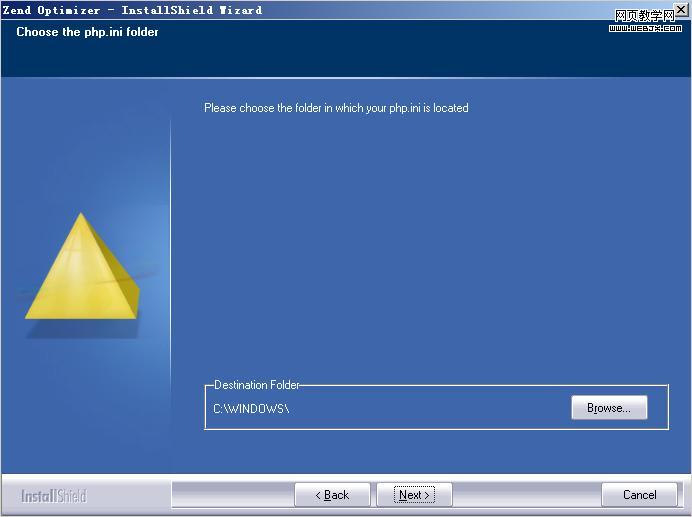 Zend Optimizer - InstallShield Wizard
网页教学网
www.webjx.com
Choose the php.ini folder
Please choose the folder in which your php.ini is located
Destination Folder
C:\WINDOWS\
Browse...
InstallShield
< Back
Next >
Cancel